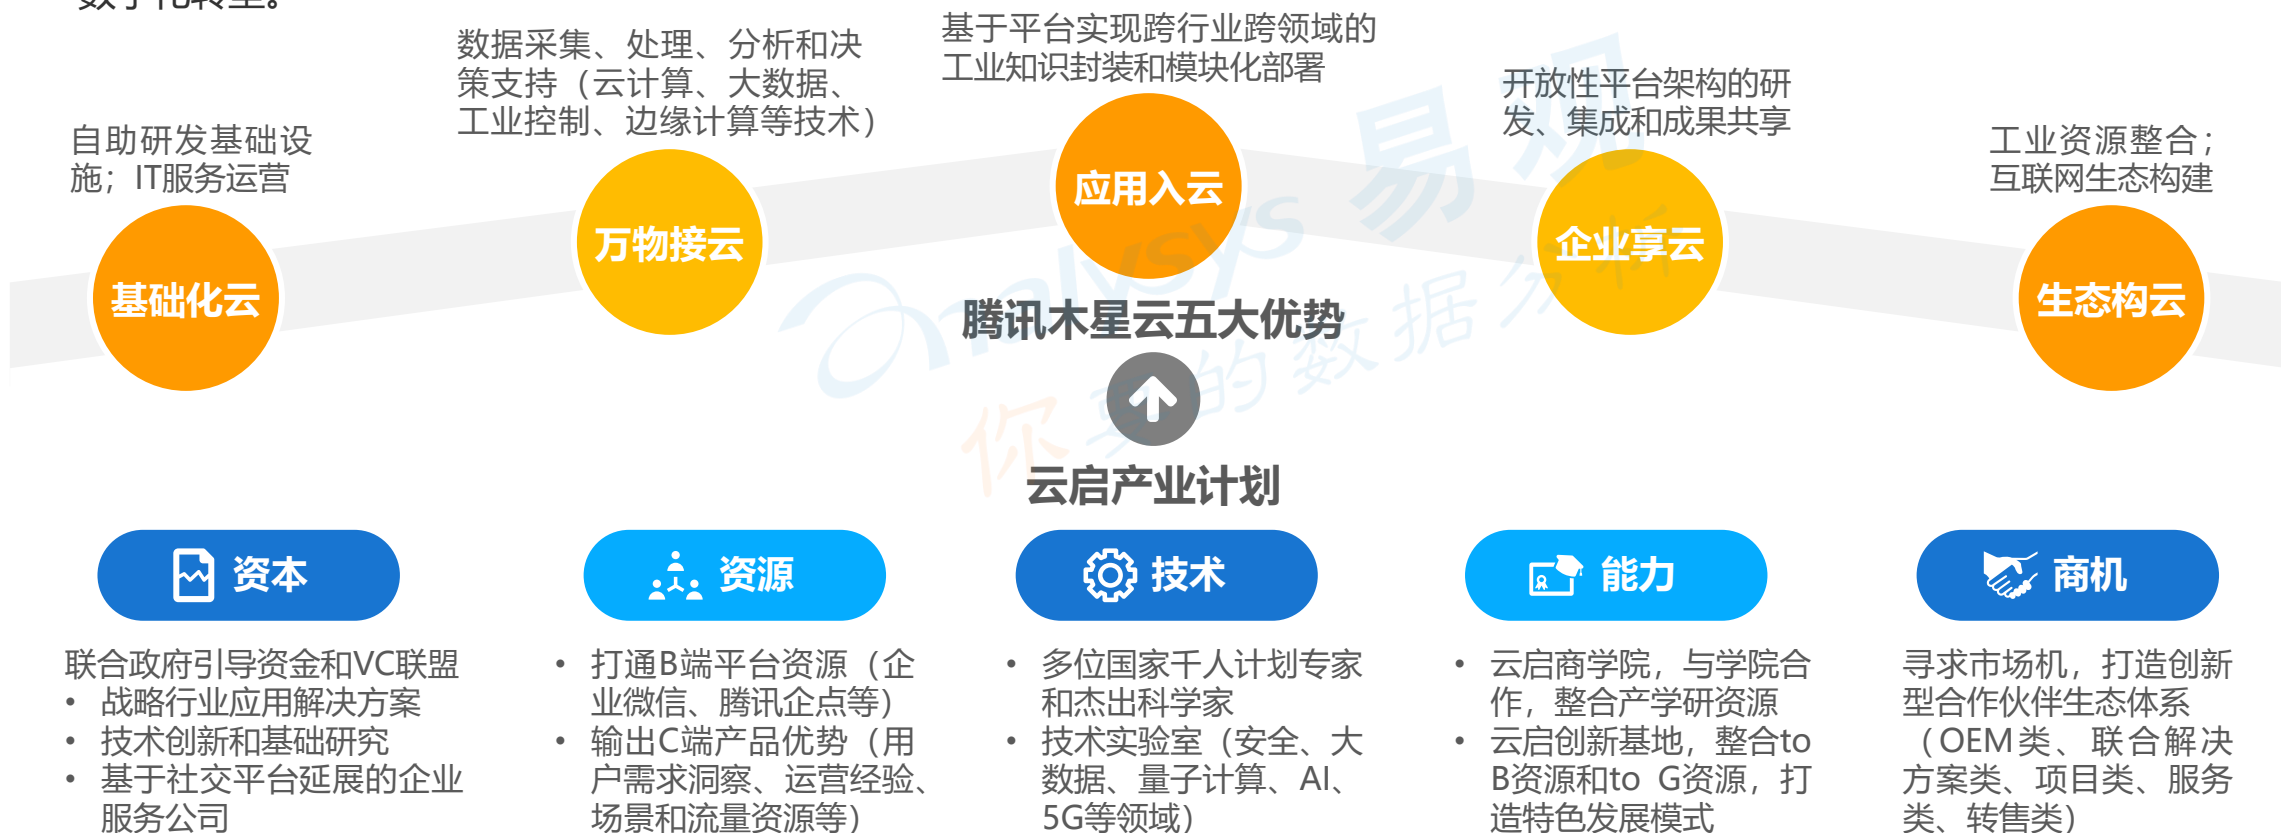 数字化转型。
基于平台实现跨行业跨领域的
工业知识封装和模块化部署
数据采集、处理、分析和决
策支持（云计算、大数据、
工业控制、边缘计算等技术）
开放性平台架构的研
发、集成和成果共享
自助研发基础设
施；IT服务运营
工业资源整合；
互联网生态构建
基础化云
万物接云
应用入云
企业享云
生态构云
腾讯木星云五大优势
analysys 易观
你要的数据分析
云启产业计划
资本
联合政府引导资金和VC联盟
• 战略行业应用解决方案
• 技术创新和基础研究
• 基于社交平台延展的企业
服务公司
资源
• 打通B端平台资源（企
业微信、腾讯企点等）
• 输出C端产品优势（用
户需求洞察、运营经验、
场景和流量资源等）
技术
• 多位国家千人计划专家
和杰出科学家
• 技术实验室（安全、大
数据、量子计算、AI、
5G等领域）
能力
• 云启商学院，与学院合
作，整合产学研资源
• 云启创新基地，整合to
B资源和to G资源，打
造特色发展模式
商机
寻求市场机，打造创新
型合作伙伴生态体系
（OEM类、联合解决
方案类、项目类、服务
类、转售类）